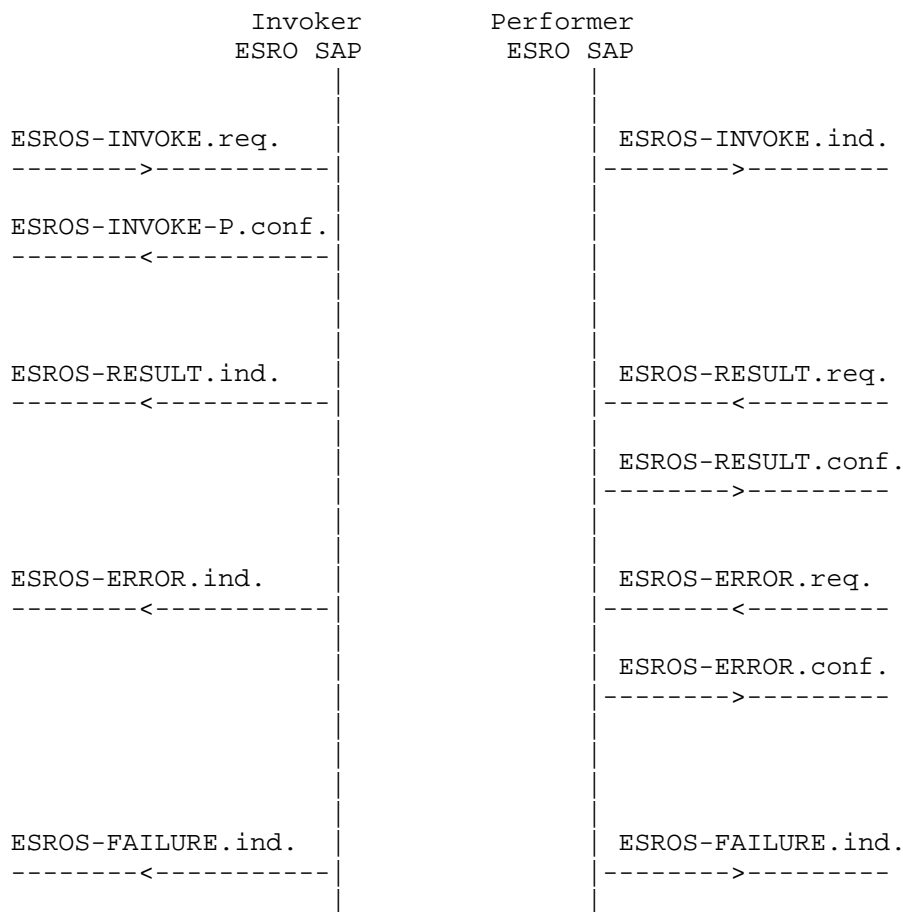 Invoker Performer
ESRO SAP ESRO SAP
ESROS-INVOKE.req. ESROS-INVOKE.ind.
-------->----------- -------->---------
ESROS-INVOKE-P.conf.
--------<-----------
ESROS-RESULT.ind. ESROS-RESULT.req.
--------<----------- --------<---------
ESROS-RESULT.conf.
-------->---------
ESROS-ERROR.ind. ESROS-ERROR.req.
--------<----------- --------<---------
ESROS-ERROR.conf.
-------->---------
ESROS-FAILURE.ind. ESROS-FAILURE.ind.
--------<----------- -------->---------